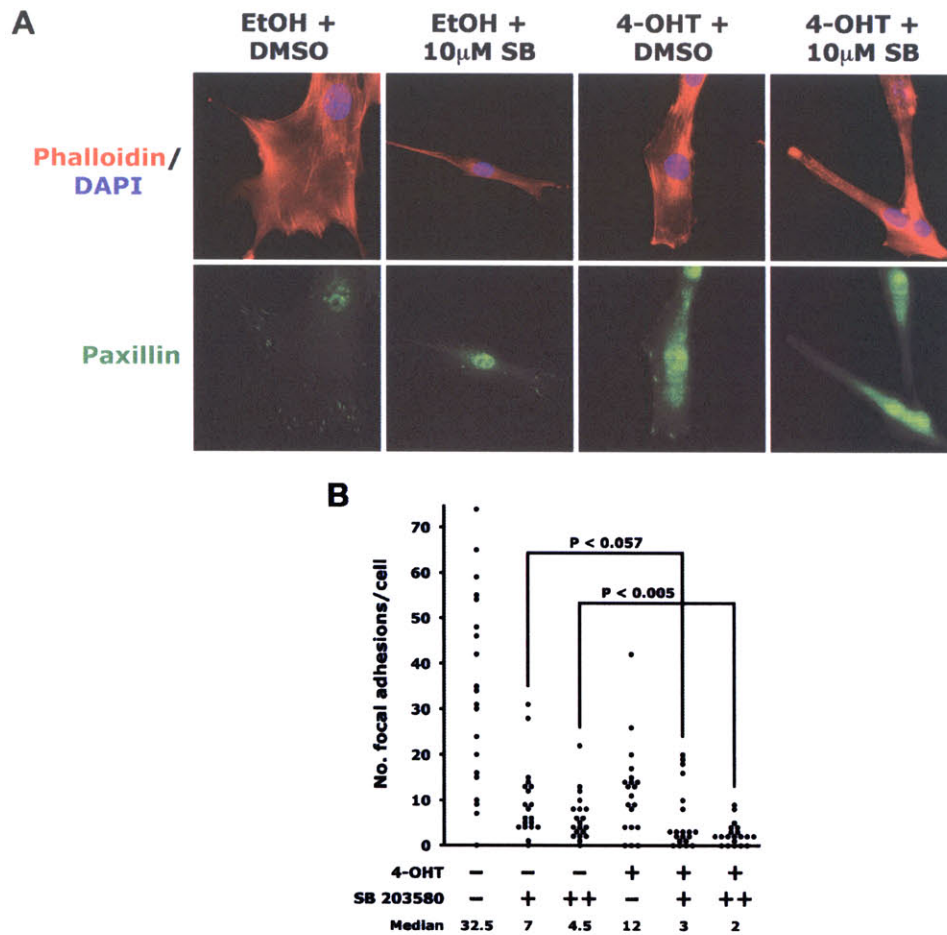 A
EtOH + DMSO
EtOH + 10µM SB
4-OHT + DMSO
4-OHT + 10µM SB
Phalloidin/
DAPI
Paxillin
B
No. focal adhesions/cell
70
60
50
40
30
20
10
0
P < 0.057
P < 0.005
4-OHT − − − + + +
SB 203580 − + ++ − + ++
Median 32.5 7 4.5 12 3 2